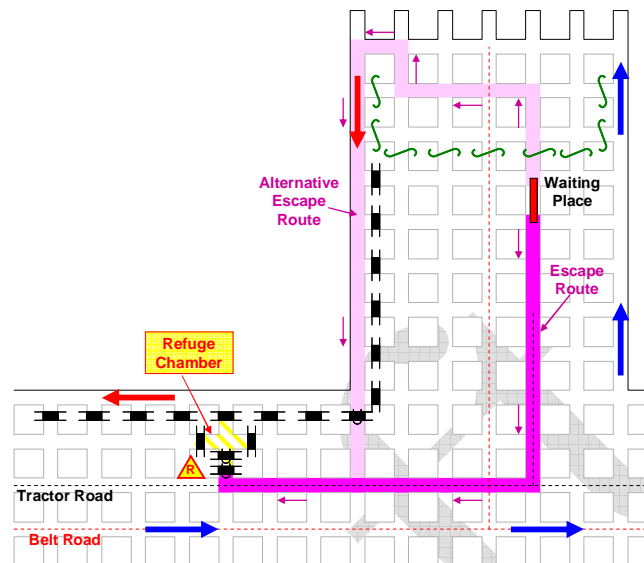 Alternative
Escape
Route
Waiting
Place
Escape
Route
Refuge
Chamber
R
Tractor Road
Belt Road